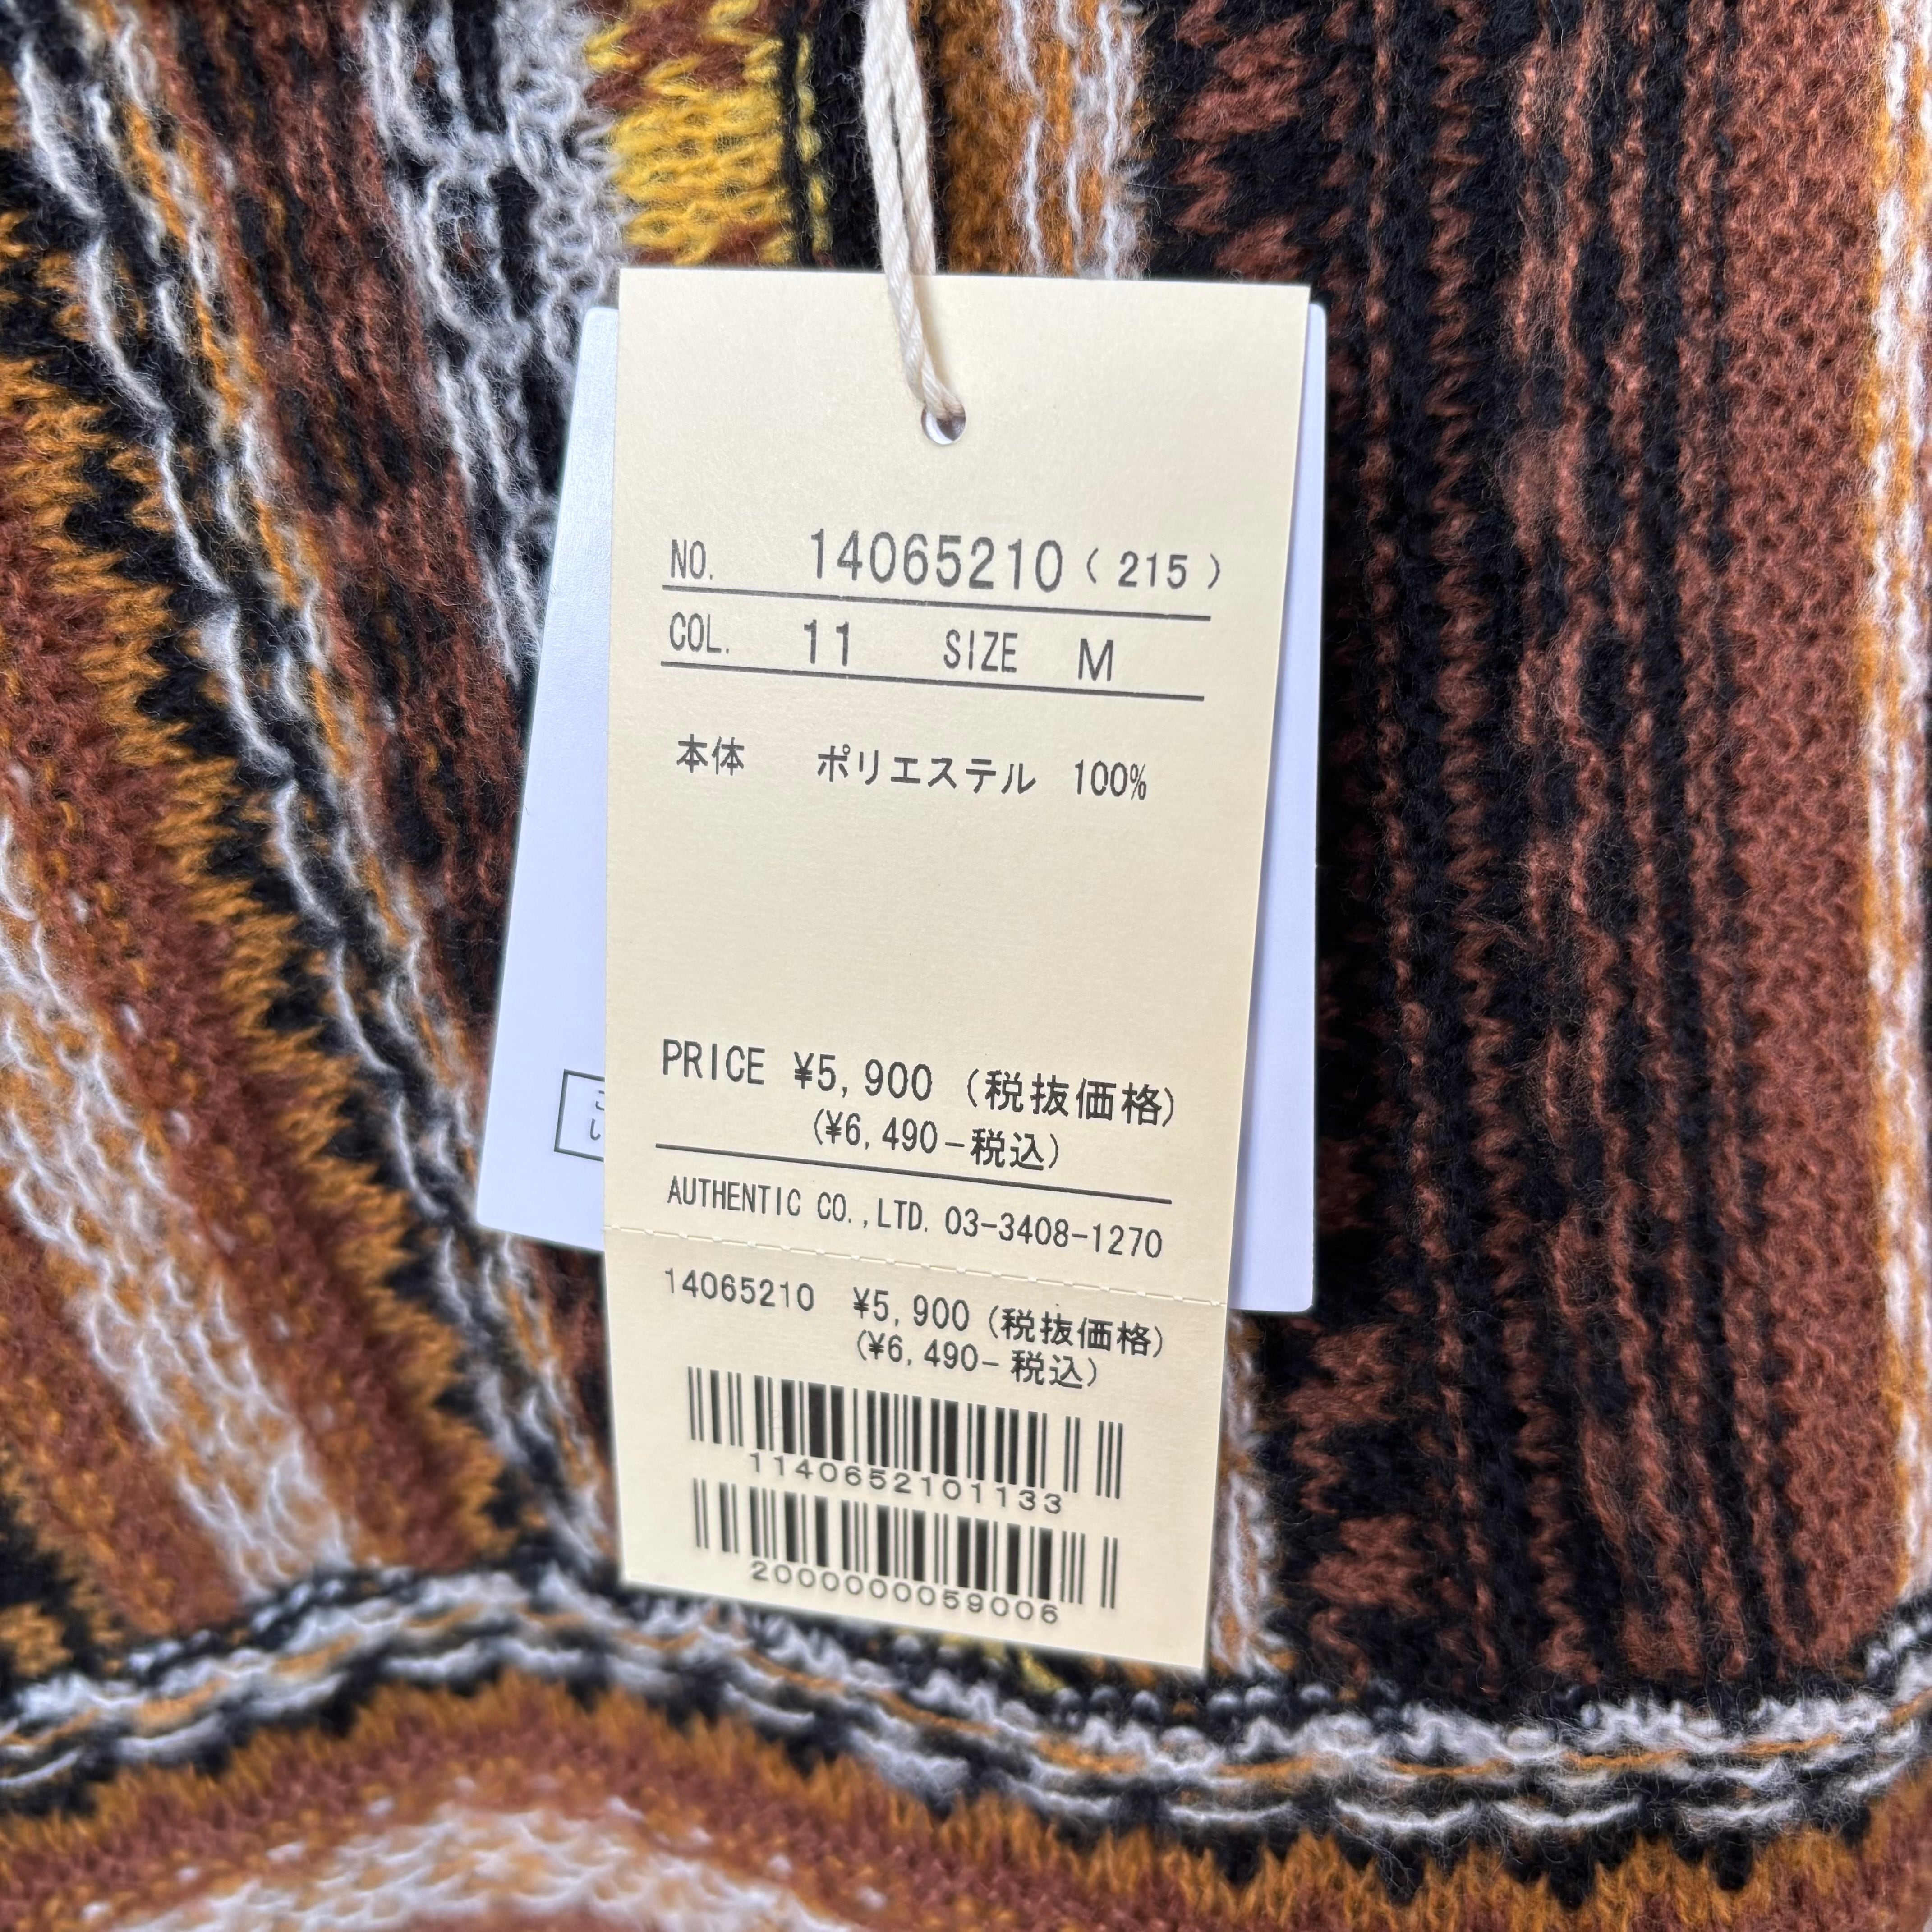 NO. 14065210 ( 215 )
COL. 11 SIZE M
本体 ポリエステル 100%
PRICE ¥5,900 (税抜価格)
(¥6,490-税込)
AUTHENTIC CO.,LTD. 03-3408-1270
14065210 ¥5,900 (税抜価格)
(¥6,490-税込)
1140652101133
2000000059006